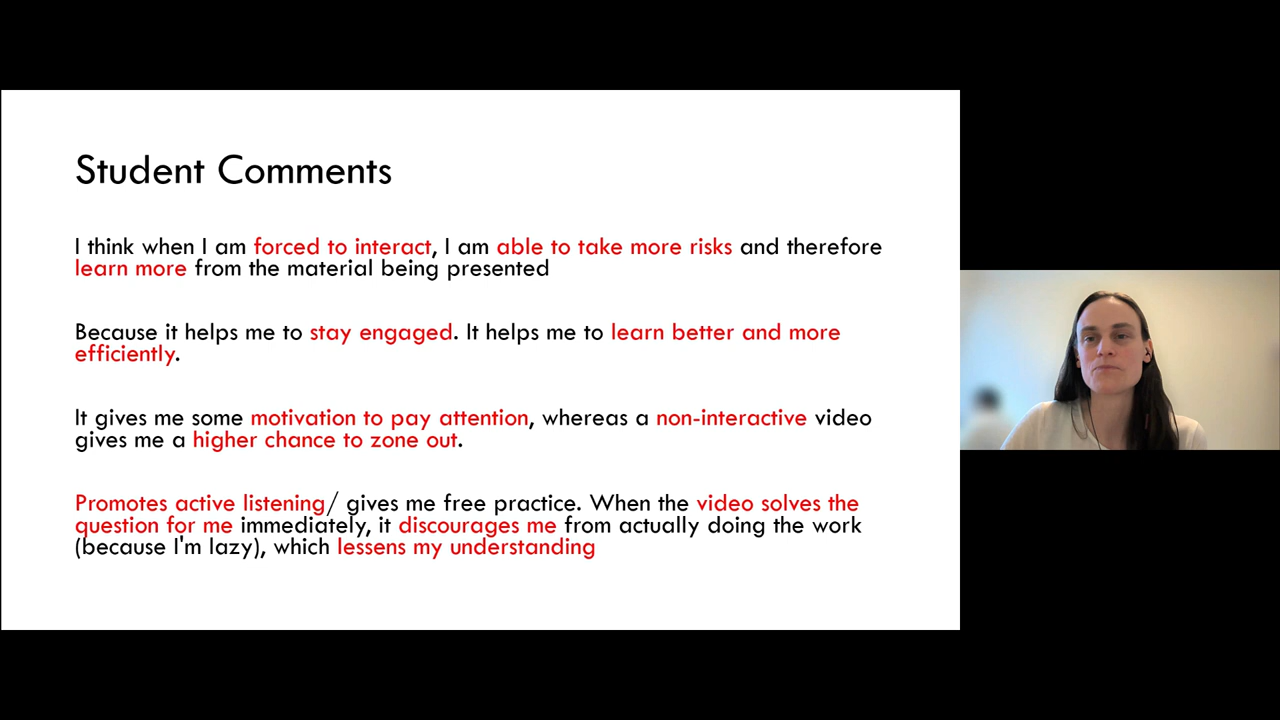 Student Comments
I think when I am forced to interact, I am able to take more risks and therefore
learn more from the material being presented
Because it helps me to stay engaged. It helps me to learn better and more
efficiently.
It gives me some motivation to pay attention, whereas a non-interactive video
gives me a higher chance to zone out.
Promotes active listening/ gives me free practice. When the video solves the
question for me immediately, it discourages me from actually doing the work
(because I'm lazy), which lessens my understanding